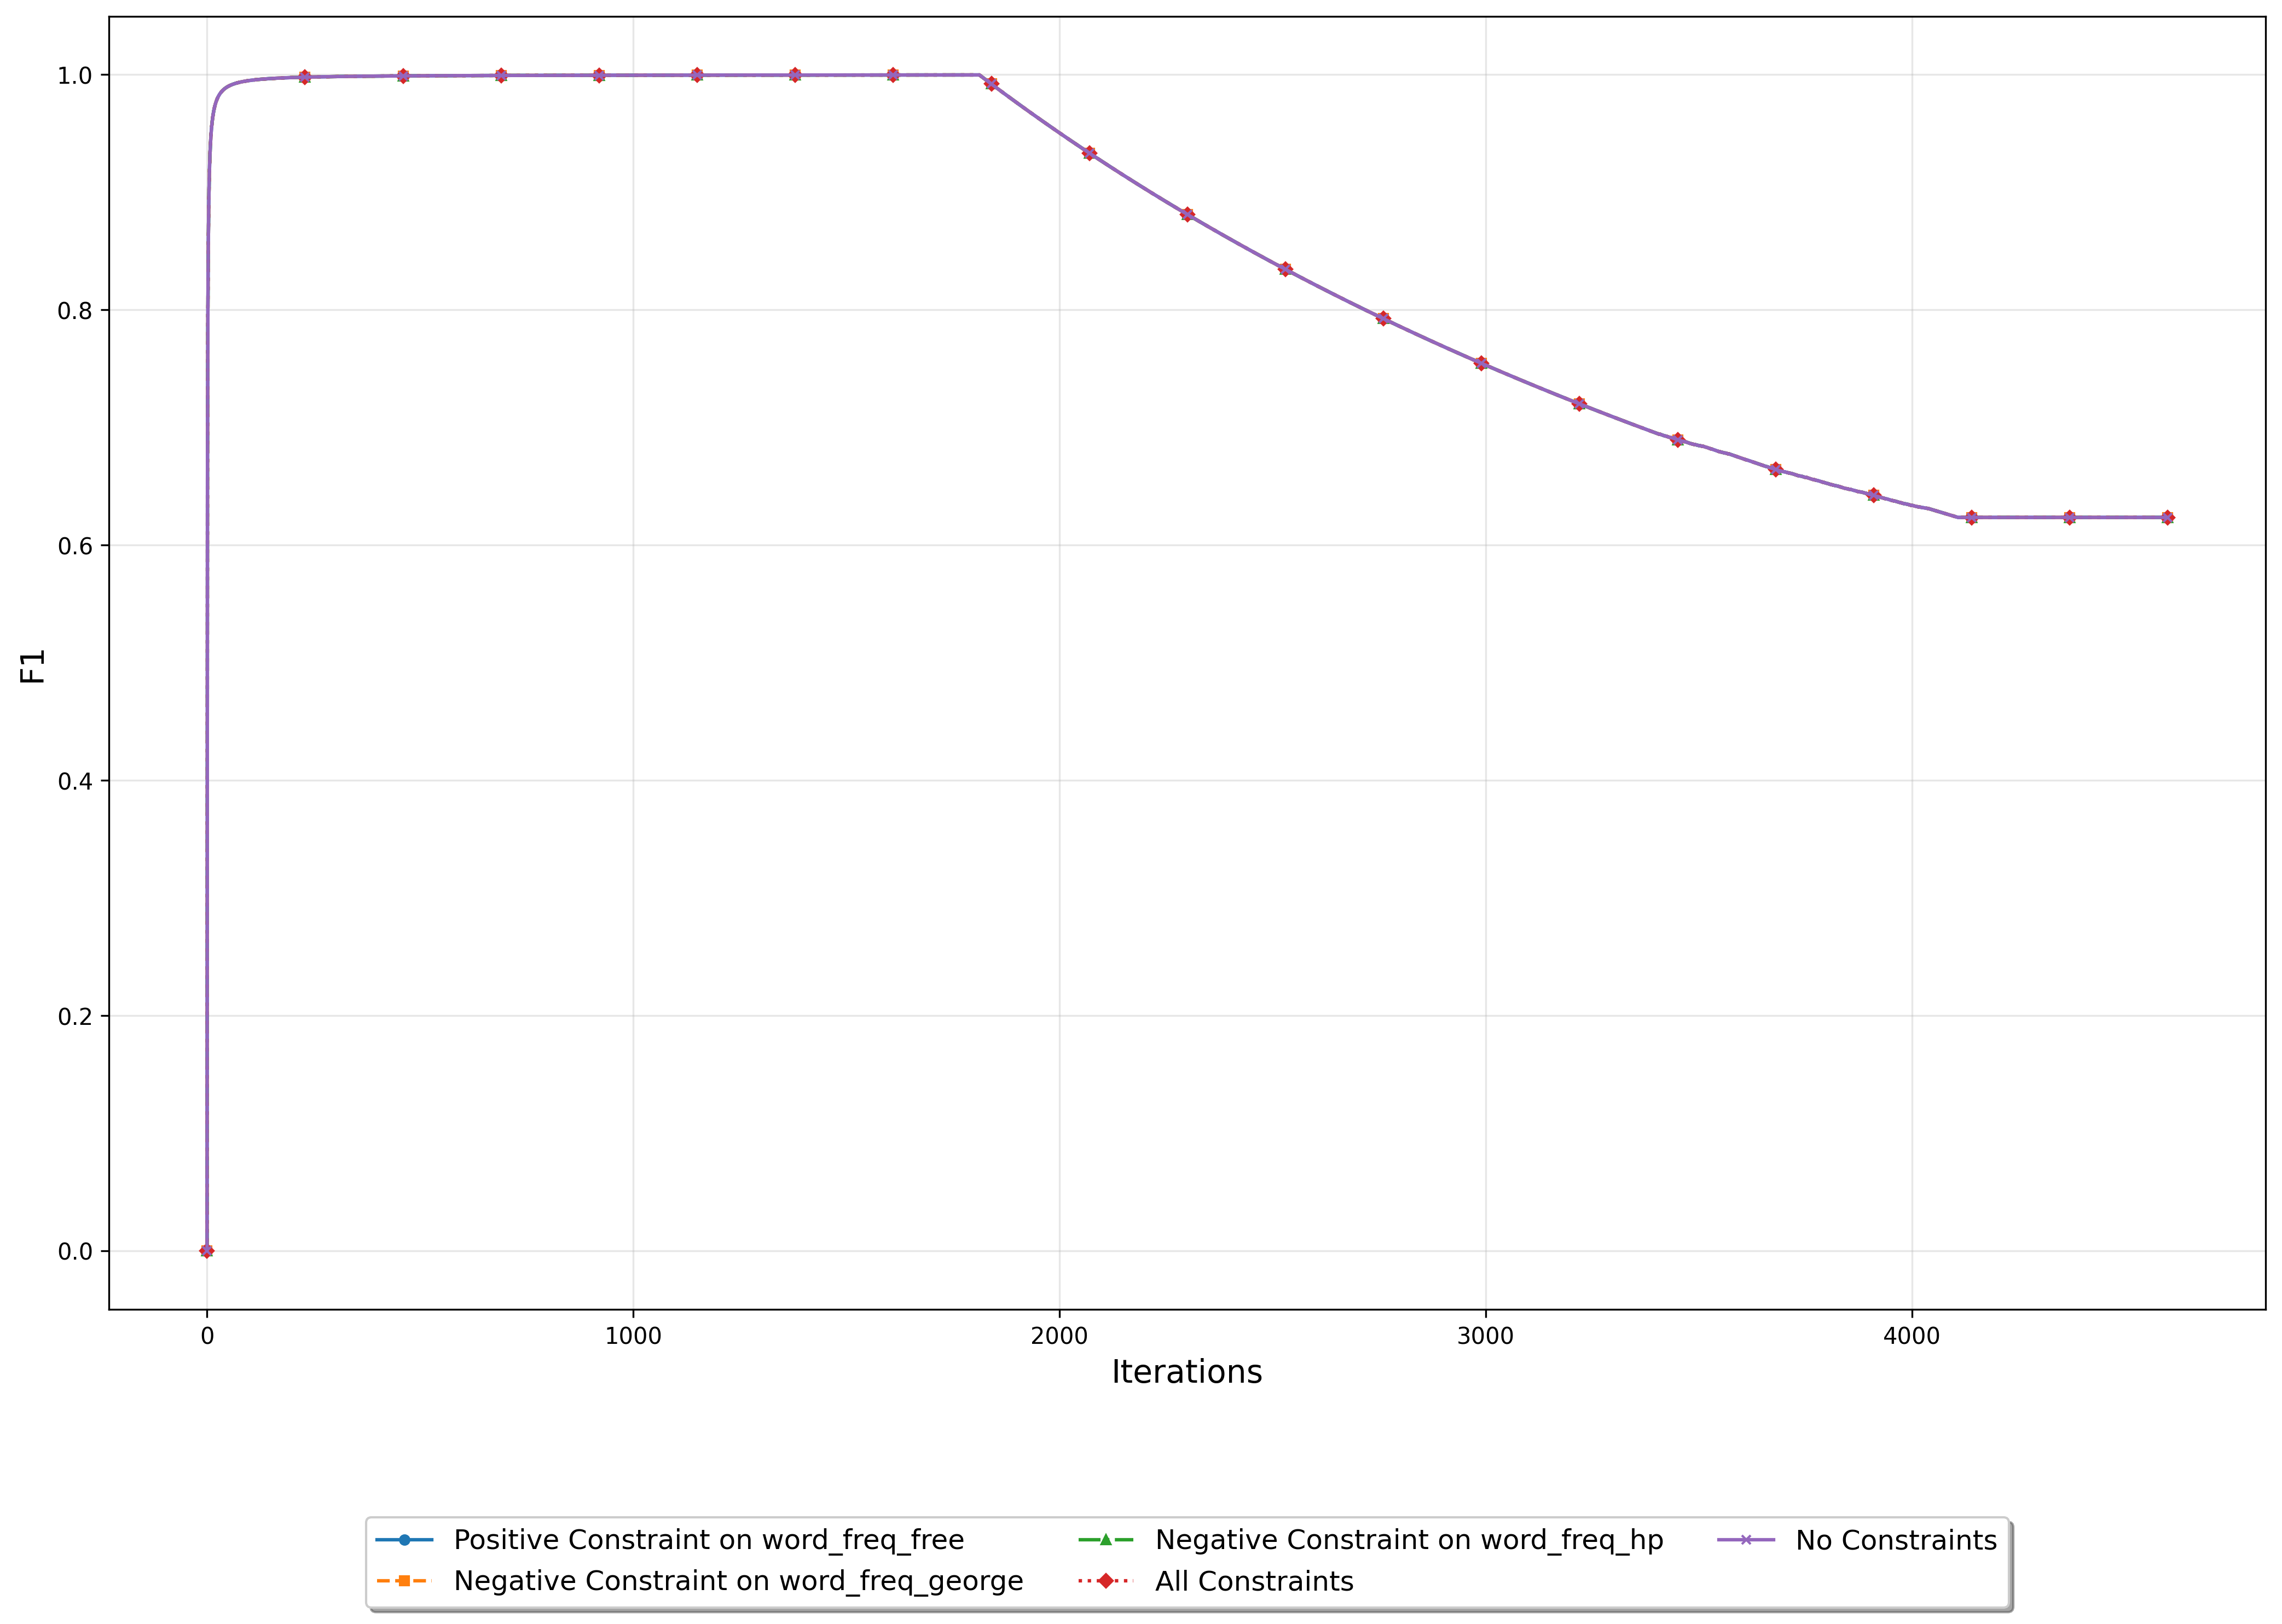 1.0
0.8
0.6
0.4
0.2
0.0
F1
0 1000 2000 3000 4000
Iterations
Positive Constraint on word_freq_free
Negative Constraint on word_freq_george
Negative Constraint on word_freq_hp
All Constraints
No Constraints